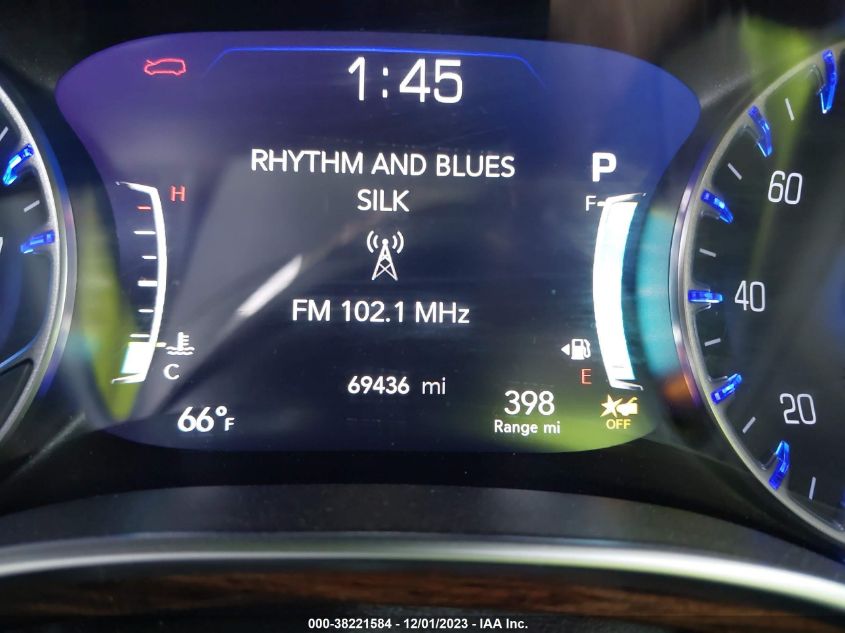 1:45
RHYTHM AND BLUES
SILK
P
H
F
FM 102.1 MHz
C
E
69436 mi
66°F
398
Range mi
OFF
60
40
20
000-38221584 - 12/01/2023 - IAA Inc.